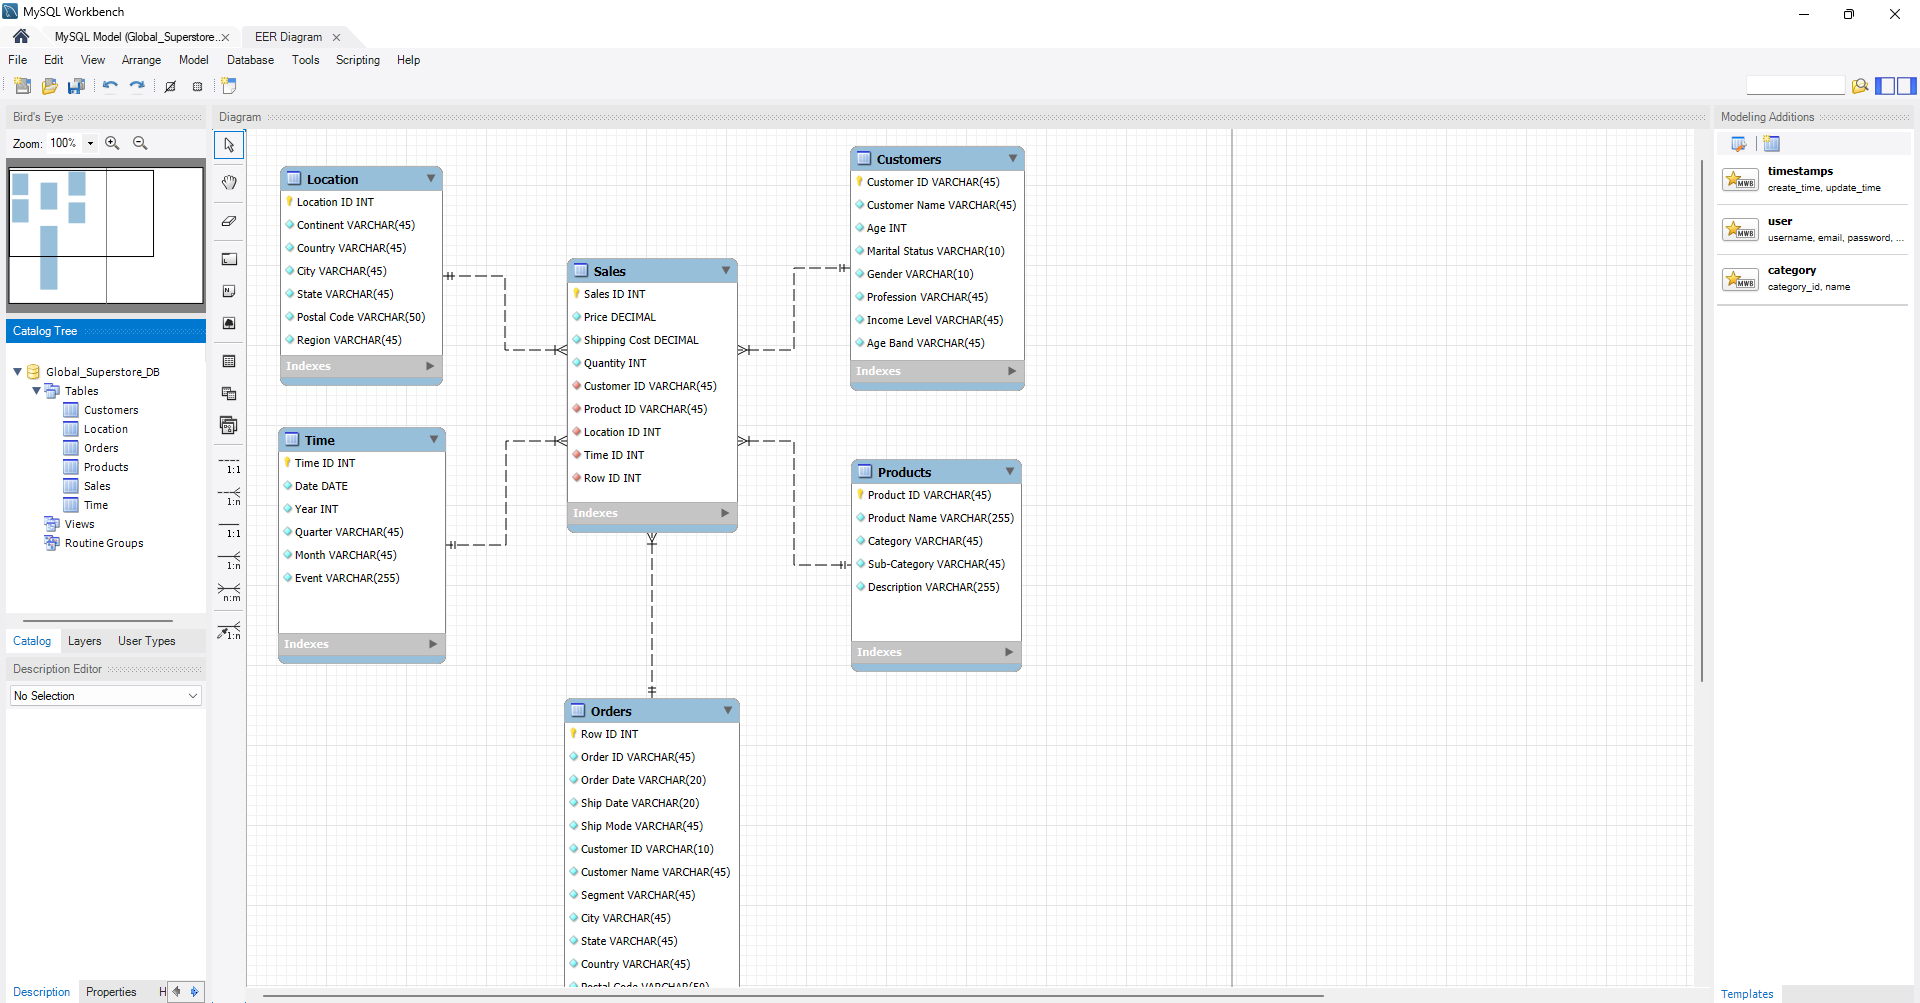 MySQL Workbench
MySQL Model (Global_Superstore..
EER Diagram
File Edit View Arrange Model Database Tools Scripting Help
Bird's Eye
Zoom: 100%
Catalog Tree
Global_Superstore_DB
Tables
Customers
Location
Orders
Products
Sales
Time
Views
Routine Groups
Catalog Layers User Types
Description Editor
No Selection
Description Properties H
Diagram
1:1
1:n
1:1
1:n
n:m
1:n
Location
Location ID INT
Continent VARCHAR(45)
Country VARCHAR(45)
City VARCHAR(45)
State VARCHAR(45)
Postal Code VARCHAR(50)
Region VARCHAR(45)
Indexes
Time
Time ID INT
Date DATE
Year INT
Quarter VARCHAR(45)
Month VARCHAR(45)
Event VARCHAR(255)
Indexes
Sales
Sales ID INT
Price DECIMAL
Shipping Cost DECIMAL
Quantity INT
Customer ID VARCHAR(45)
Product ID VARCHAR(45)
Location ID INT
Time ID INT
Row ID INT
Indexes
Orders
Row ID INT
Order ID VARCHAR(45)
Order Date VARCHAR(20)
Ship Date VARCHAR(20)
Ship Mode VARCHAR(45)
Customer ID VARCHAR(10)
Customer Name VARCHAR(45)
Segment VARCHAR(45)
City VARCHAR(45)
State VARCHAR(45)
Country VARCHAR(45)
Postal Code VARCHAR(50)
Customers
Customer ID VARCHAR(45)
Customer Name VARCHAR(45)
Age INT
Marital Status VARCHAR(10)
Gender VARCHAR(10)
Profession VARCHAR(45)
Income Level VARCHAR(45)
Age Band VARCHAR(45)
Indexes
Products
Product ID VARCHAR(45)
Product Name VARCHAR(255)
Category VARCHAR(45)
Sub-Category VARCHAR(45)
Description VARCHAR(255)
Indexes
Modeling Additions
MWB
timestamps
create_time, update_time
MWB
user
username, email, password, ...
MWB
category
category_id, name
Templates